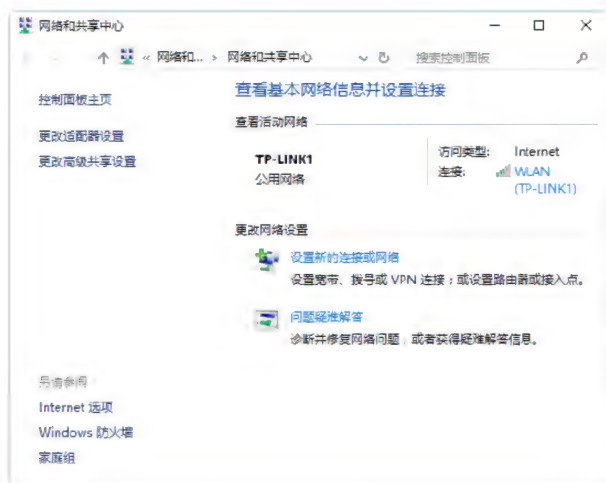 网络和共享中心
« 网络和... › 网络和共享中心
搜索控制面板
控制面板主页
更改适配器设置
更改高级共享设置
查看基本网络信息并设置连接
查看活动网络
TP-LINK1
公用网络
访问类型: Internet
连接: WLAN
(TP-LINK1)
更改网络设置
设置新的连接或网络
设置宽带、拨号或 VPN 连接；或设置路由器或接入点。
问题疑难解答
诊断并修复网络问题，或者获得疑难解答信息。
另请参阅
Internet 选项
Windows 防火墙
家庭组